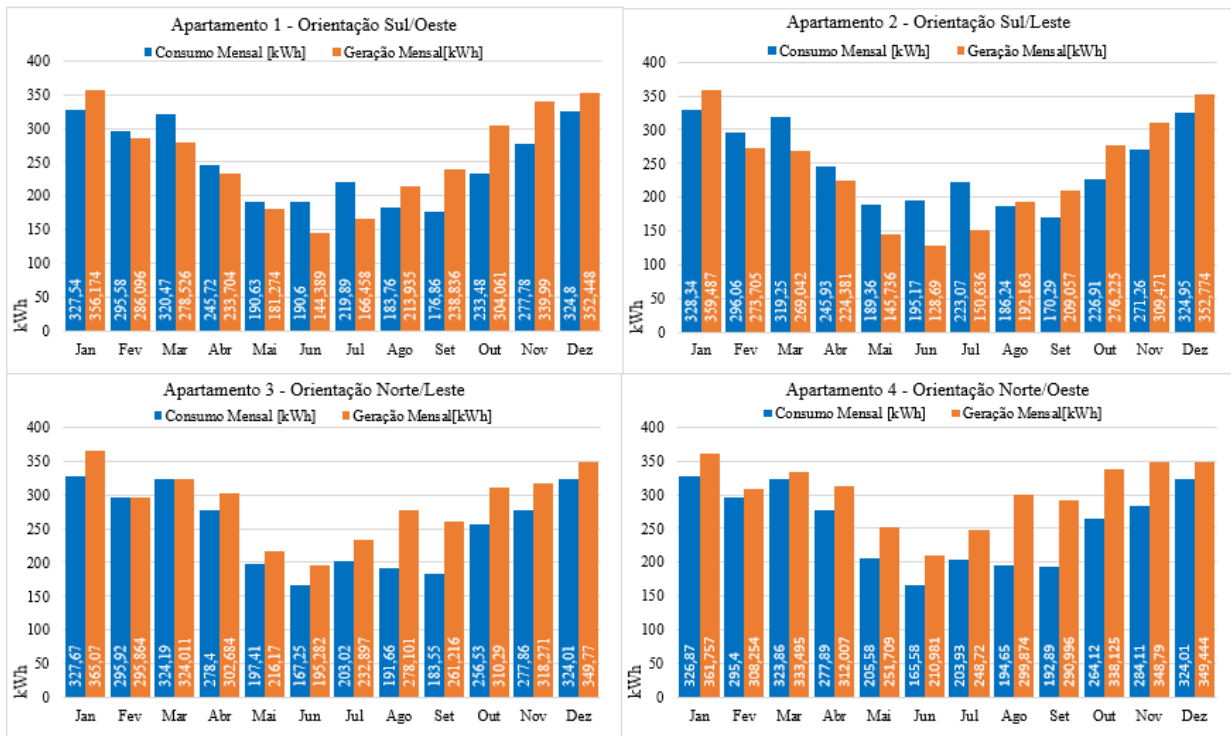 Apartamento 1 - Orientação Sul/Oeste
Consumo Mensal [kWh] Geração Mensal[kWh]
400
350
300
250
200
150
100
50
0
kWh
327,54 356,174 295,58 286,096 320,47 278,526 245,72 233,704 190,63 181,274 190,6 144,389 219,89 166,458 183,76 213,935 176,86 238,836 233,48 304,061 277,78 339,99 324,8 352,448
Jan Fev Mar Abr Mai Jun Jul Ago Set Out Nov Dez
Apartamento 2 - Orientação Sul/Leste
Consumo Mensal [kWh] Geração Mensal[kWh]
400
350
300
250
200
150
100
50
0
kWh
328,34 359,487 296,06 273,705 319,25 269,042 245,93 224,381 189,36 145,736 195,17 128,69 223,07 150,636 186,24 192,163 170,29 209,057 226,91 276,225 271,26 309,471 324,95 352,774
Jan Fev Mar Abr Mai Jun Jul Ago Set Out Nov Dez
Apartamento 3 - Orientação Norte/Leste
Consumo Mensal [kWh] Geração Mensal[kWh]
400
350
300
250
200
150
100
50
0
kWh
327,67 365,07 295,92 295,864 324,19 324,011 278,4 302,684 197,41 216,17 167,25 195,282 203,02 232,897 191,66 278,101 183,55 261,216 256,53 310,29 277,86 318,271 324,01 349,77
Jan Fev Mar Abr Mai Jun Jul Ago Set Out Nov Dez
Apartamento 4 - Orientação Norte/Oeste
Consumo Mensal [kWh] Geração Mensal[kWh]
400
350
300
250
200
150
100
50
0
kWh
326,87 361,757 295,4 308,254 323,86 333,495 277,89 312,007 205,58 251,709 165,58 210,981 203,93 248,72 194,65 299,874 192,89 290,996 264,12 338,125 284,11 348,79 324,01 349,444
Jan Fev Mar Abr Mai Jun Jul Ago Set Out Nov Dez